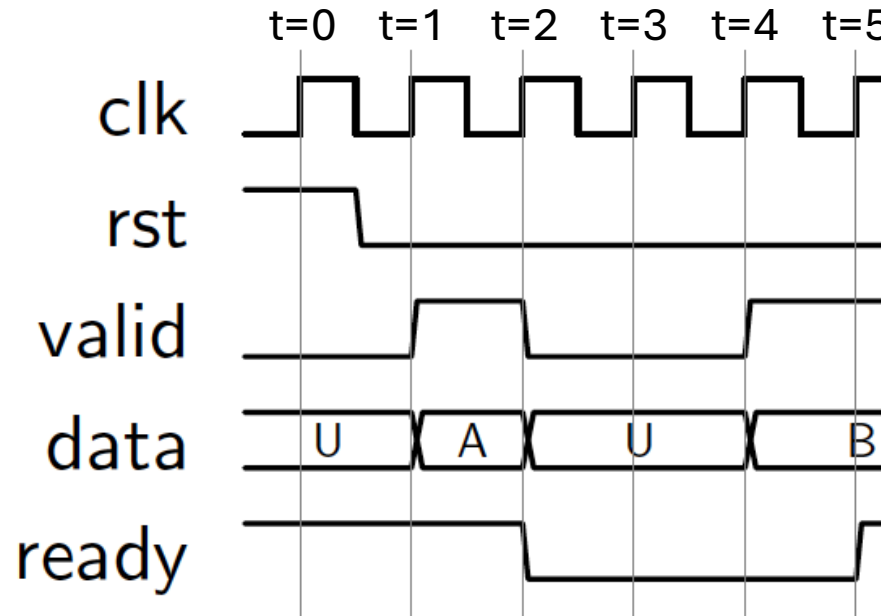 t=0 t=1 t=2 t=3 t=4 t=5
clk
rst
valid
data U A U B
ready